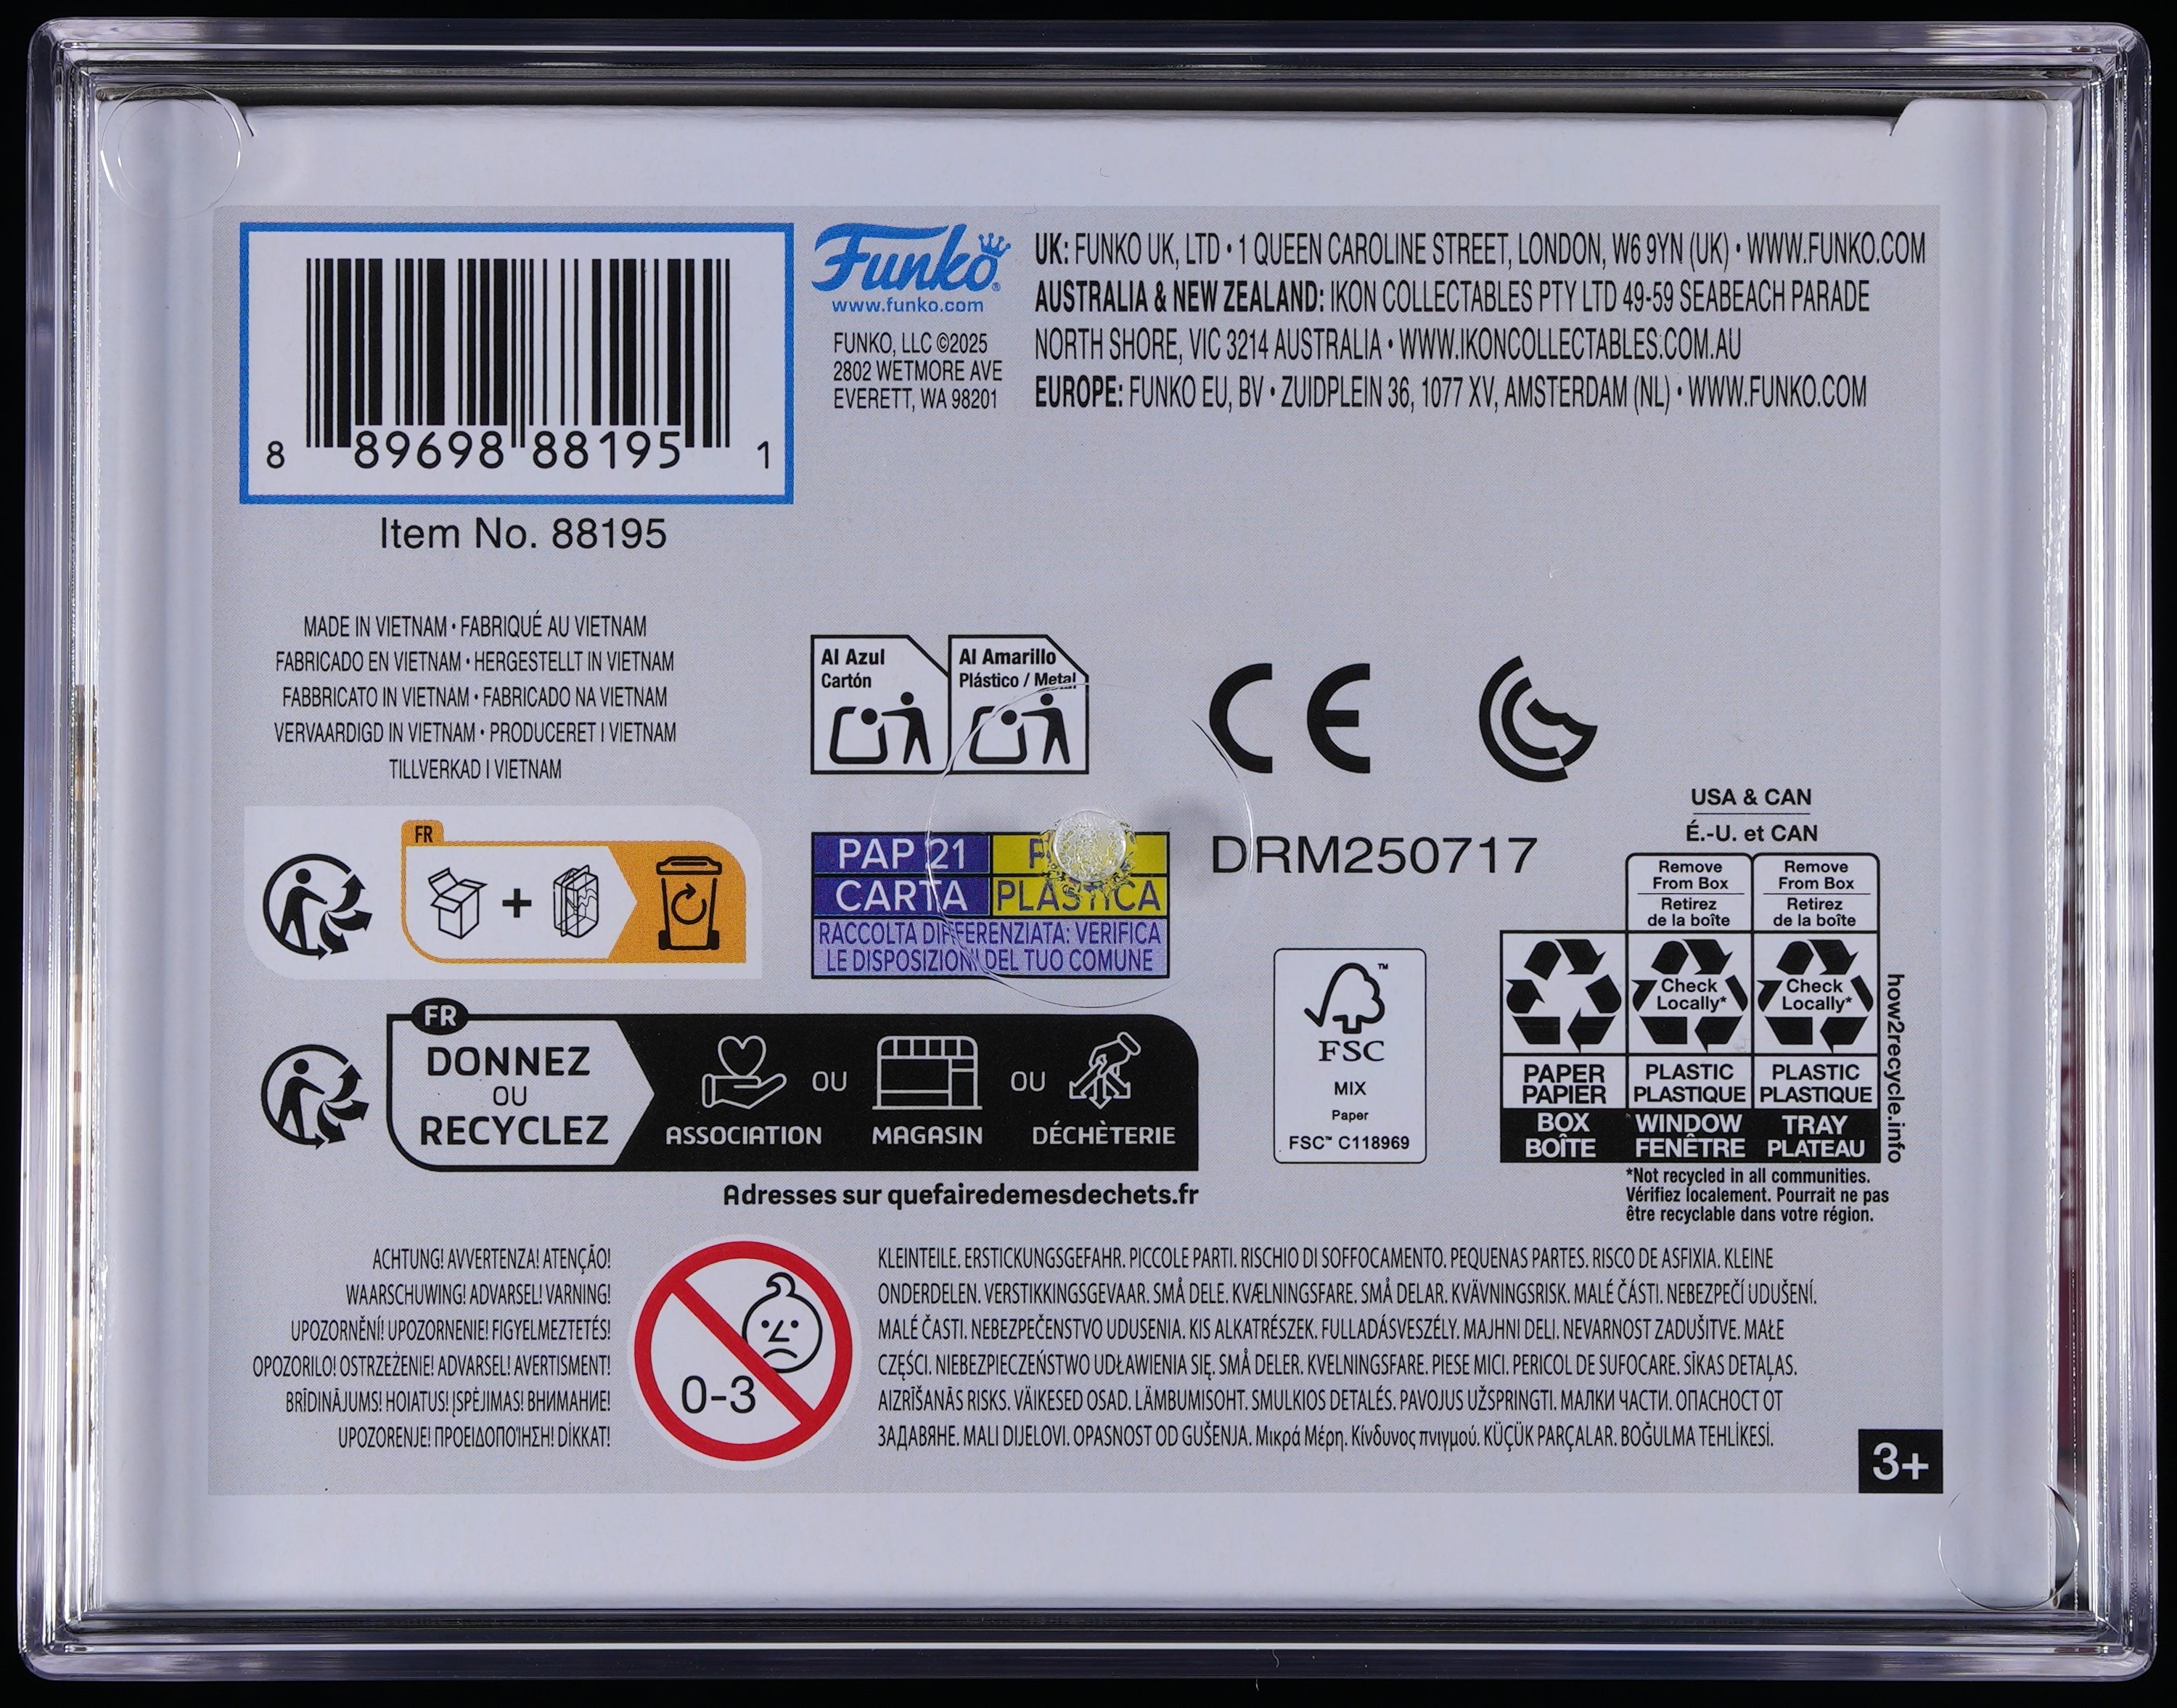 8 89698 88195 1
Item No. 88195
Funko®
www.funko.com
FUNKO, LLC ©2025
2802 WETMORE AVE
EVERETT, WA 98201
UK: FUNKO UK, LTD • 1 QUEEN CAROLINE STREET, LONDON, W6 9YN (UK) • WWW.FUNKO.COM
AUSTRALIA & NEW ZEALAND: IKON COLLECTABLES PTY LTD 49-59 SEABEACH PARADE
NORTH SHORE, VIC 3214 AUSTRALIA • WWW.IKONCOLLECTABLES.COM.AU
EUROPE: FUNKO EU, BV • ZUIDPLEIN 36, 1077 XV, AMSTERDAM (NL) • WWW.FUNKO.COM
MADE IN VIETNAM • FABRIQUÉ AU VIETNAM
FABRICADO EN VIETNAM • HERGESTELLT IN VIETNAM
FABBRICATO IN VIETNAM • FABRICADO NA VIETNAM
VERVAARDIGD IN VIETNAM • PRODUCERET I VIETNAM
TILLVERKAD I VIETNAM
Al Azul
Cartón
Al Amarillo
Plástico / Metal
CE
FR
+
PAP 21
CARTA
PLASTICA
RACCOLTA DIFFERENZIATA: VERIFICA
LE DISPOSIZIONI DEL TUO COMUNE
DRM250717
USA & CAN
É.-U. et CAN
Remove
From Box
Retirez
de la boîte
Remove
From Box
Retirez
de la boîte
Check
Locally*
Check
Locally*
PAPER
PAPIER
PLASTIC
PLASTIQUE
PLASTIC
PLASTIQUE
BOX
BOÎTE
WINDOW
FENÊTRE
TRAY
PLATEAU
how2recycle.info
*Not recycled in all communities.
Vérifiez localement. Pourrait ne pas
être recyclable dans votre région.
FSC™
MIX
Paper
FSC™ C118969
FR
DONNEZ
OU
RECYCLEZ
ASSOCIATION
OU
MAGASIN
OU
DÉCHÈTERIE
Adresses sur quefairedemesdechets.fr
ACHTUNG! AVVERTENZA! ATENÇÃO!
WAARSCHUWING! ADVARSEL! VARNING!
UPOZORNĚNÍ! UPOZORNENIE! FIGYELMEZTETÉS!
OPOZORILO! OSTRZEŻENIE! ADVARSEL! AVERTISMENT!
BRĪDINĀJUMS! HOIATUS! ĮSPĖJIMAS! ВНИМАНИЕ!
UPOZORENJE! ΠΡΟΕΙΔΟΠΟΊΗΣΗ! DİKKAT!
0-3
KLEINTEILE. ERSTICKUNGSGEFAHR. PICCOLE PARTI. RISCHIO DI SOFFOCAMENTO. PEQUENAS PARTES. RISCO DE ASFIXIA. KLEINE
ONDERDELEN. VERSTIKKINGSGEVAAR. SMÅ DELE. KVÆLNINGSFARE. SMÅ DELAR. KVÄVNINGSRISK. MALÉ ČÁSTI. NEBEZPEČÍ UDUŠENÍ.
MALÉ ČASTI. NEBEZPEČENSTVO UDUSENIA. KIS ALKATRÉSZEK. FULLADÁSVESZÉLY. MAJHNI DELI. NEVARNOST ZADUŠITVE. MAŁE
CZĘŚCI. NIEBEZPIECZEŃSTWO UDŁAWIENIA SIĘ. SMÅ DELER. KVELNINGSFARE. PIESE MICI. PERICOL DE SUFOCARE. SĪKAS DETAĻAS.
AIZRĪŠANĀS RISKS. VÄIKESED OSAD. LÄMBUMISOHT. SMULKIOS DETALĖS. PAVOJUS UŽSPRINGTI. МАЛКИ ЧАСТИ. ОПАСНОСТ ОТ
ЗАДАВЯНЕ. MALI DIJELOVI. OPASNOST OD GUŠENJA. Μικρά Μέρη. Κίνδυνος πνιγμού. KÜÇÜK PARÇALAR. BOĞULMA TEHLİKESİ.
3+